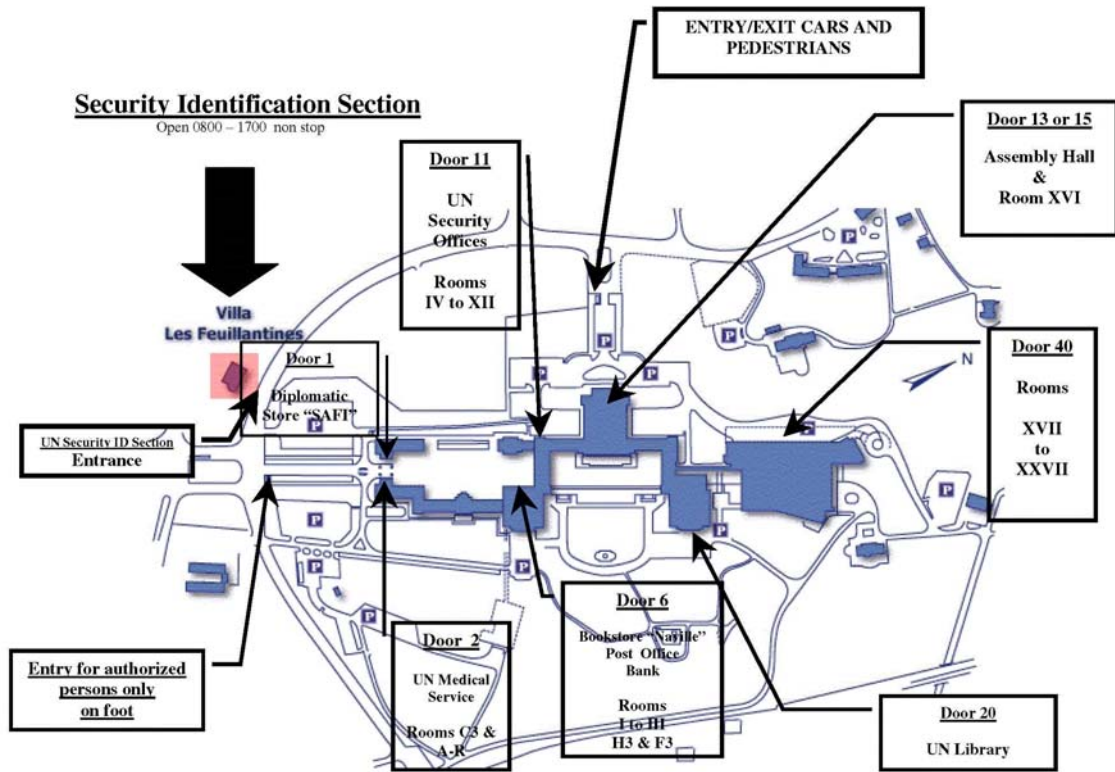 ENTRY/EXIT CARS AND
PEDESTRIANS
Security Identification Section
Open 0800 – 1700 non stop
Door 11
UN
Security
Offices
Rooms
IV to XII
Door 13 or 15
Assembly Hall
&
Room XVI
Villa
Les Feuillantines
Door 1
Diplomatic
Store "SAFI"
Door 40
Rooms
XVII
to
XXVII
N
UN Security ID Section
Entrance
P
P
P
P
P
P
P
P
P
P
P
P
P
P
Entry for authorized
persons only
on foot
Door 2
UN Medical
Service
Rooms C3 &
A-R
Door 6
Bookstore "Naville"
Post Office
Bank
Rooms
I to III
H3 & F3
Door 20
UN Library